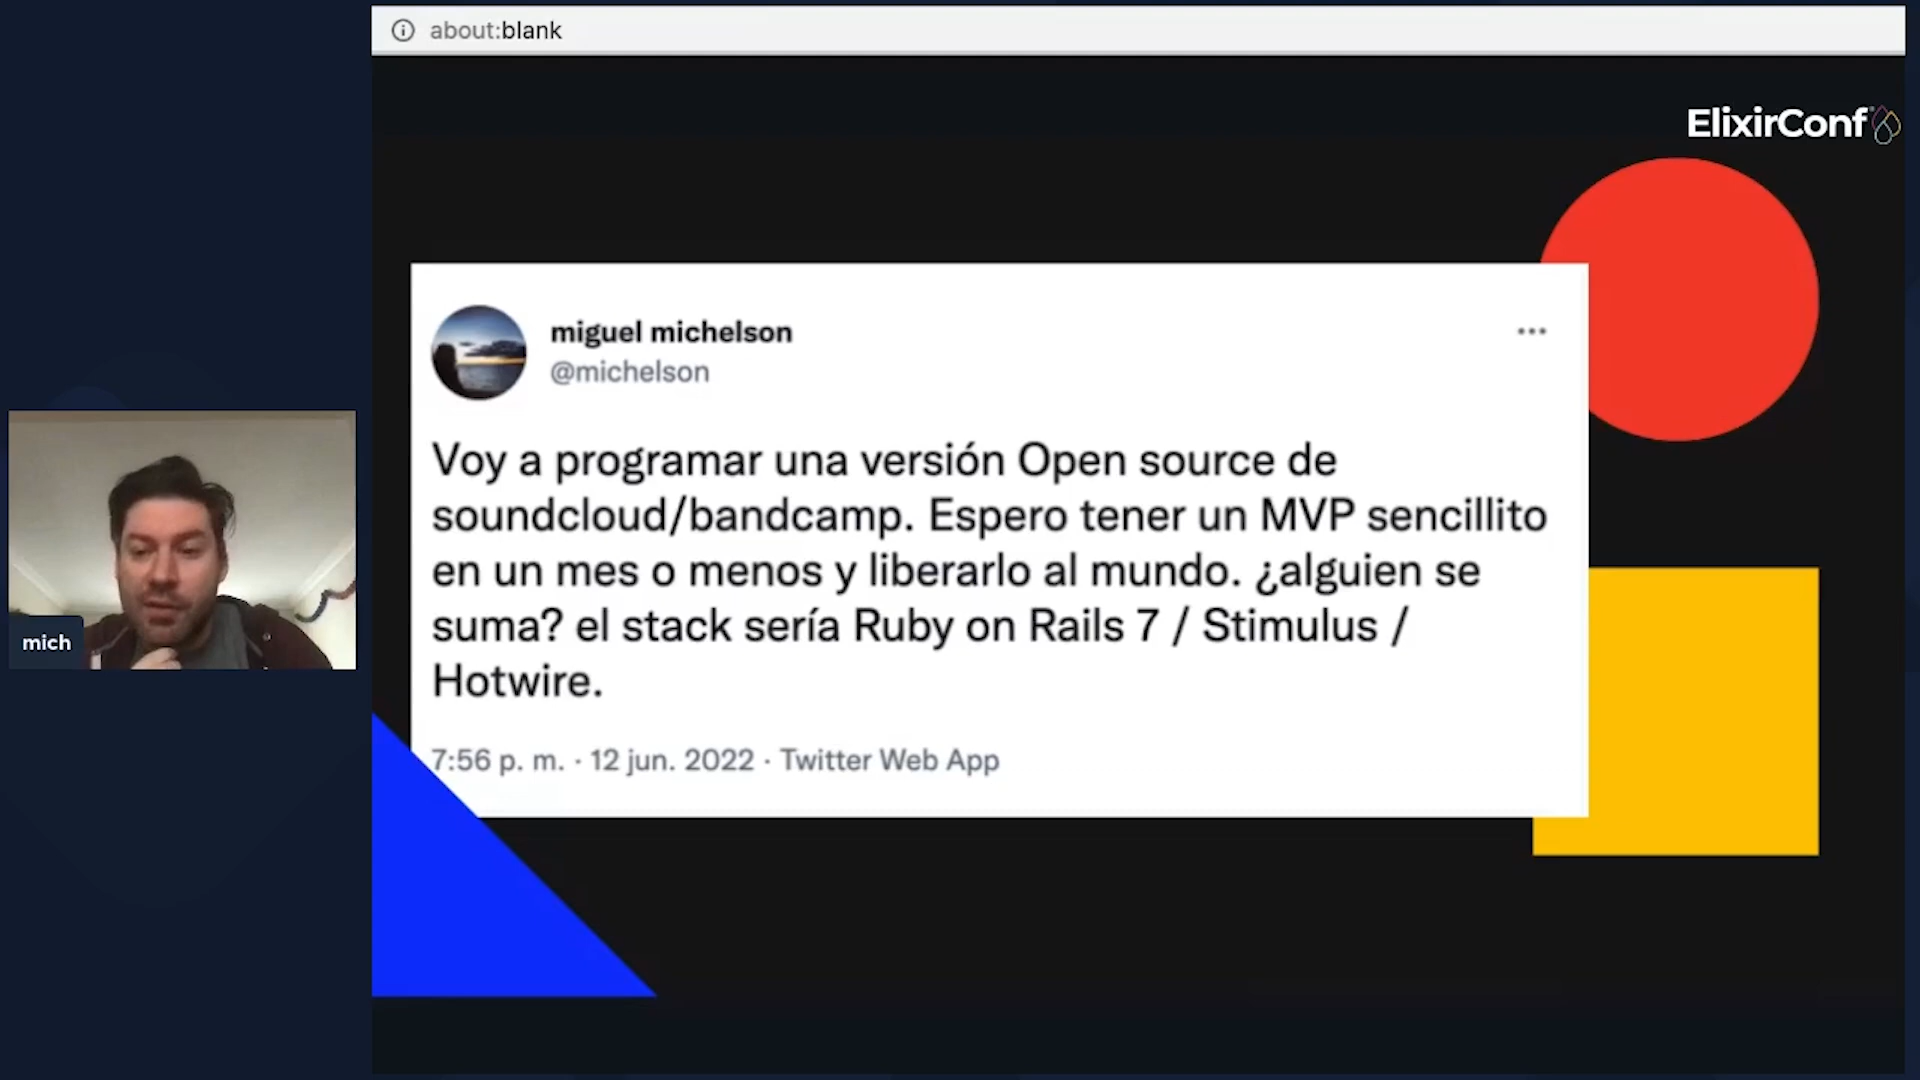 about:blank
ElixirConf
miguel michelson
@michelson
Voy a programar una versión Open source de
soundcloud/bandcamp. Espero tener un MVP sencillito
en un mes o menos y liberarlo al mundo. ¿alguien se
suma? el stack sería Ruby on Rails 7 / Stimulus /
Hotwire.
7:56 p. m. · 12 jun. 2022 · Twitter Web App
mich